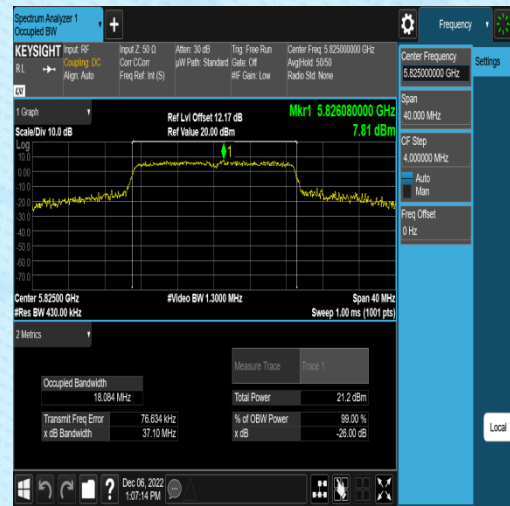 Spectrum Analyzer 1
Occupied BW
+
Frequency
KEYSIGHT
Input: RF
Coupling: DC
Align: Auto
RL
LXI
Input Z: 50 Ω
Corr CCorr
Freq Ref: Int (S)
Atten: 30 dB
µW Path: Standard
Trig: Free Run
Gate: Off
#IF Gain: Low
Center Freq: 5.825000000 GHz
Avg|Hold: 50/50
Radio Std: None
Center Frequency
5.825000000 GHz
Settings
Span
40.000 MHz
CF Step
4.000000 MHz
Auto
Man
Freq Offset
0 Hz
1 Graph
Scale/Div 10.0 dB
Ref Lvl Offset 12.17 dB
Ref Value 20.00 dBm
Mkr1 5.826080000 GHz
7.81 dBm
Log
10.0
0.00
-10.0
-20.0
-30.0
-40.0
-50.0
-60.0
-70.0
1
Center 5.82500 GHz
#Res BW 430.00 kHz
#Video BW 1.3000 MHz
Span 40 MHz
Sweep 1.00 ms (1001 pts)
2 Metrics
Measure Trace
Trace 1
Occupied Bandwidth
18.084 MHz
Total Power
21.2 dBm
Transmit Freq Error
76.634 kHz
% of OBW Power
99.00 %
x dB Bandwidth
37.10 MHz
x dB
-26.00 dB
Local
?
Dec 06, 2022
1:07:14 PM